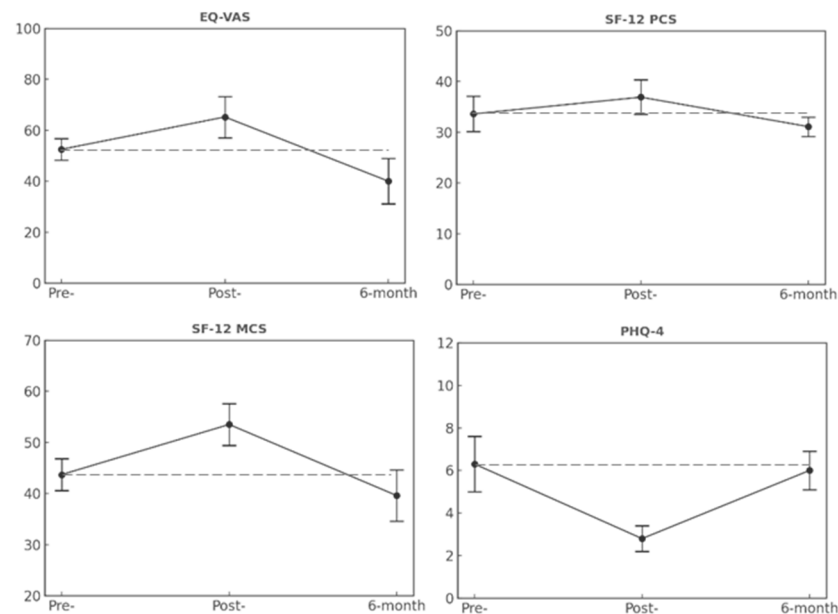 EQ-VAS
100
80
60
40
20
0
Pre-
Post-
6-month
SF-12 PCS
50
40
30
20
10
0
Pre-
Post-
6-month
SF-12 MCS
70
60
50
40
30
20
Pre-
Post-
6-month
PHQ-4
12
10
8
6
4
2
0
Pre-
Post-
6-month